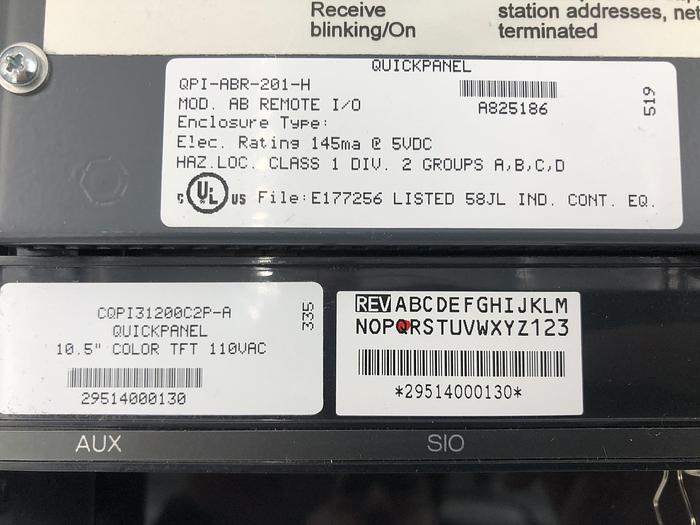 Receive
blinking/On
station addresses, net
terminated
QUICKPANEL
QPI-ABR-201-H
MOD. AB REMOTE I/O
A825186
519
Enclosure Type:
Elec. Rating 145ma @ 5VDC
HAZ.LOC. CLASS 1 DIV. 2 GROUPS A,B,C,D
C UL US File:E177256 LISTED 58JL IND. CONT. EQ.
CQPI31200C2P-A
QUICKPANEL
10.5" COLOR TFT 110VAC
335
29514000130
REV ABCDEFGHIJKLM
NOPQRSTUVWXYZ123
*29514000130*
AUX
SIO